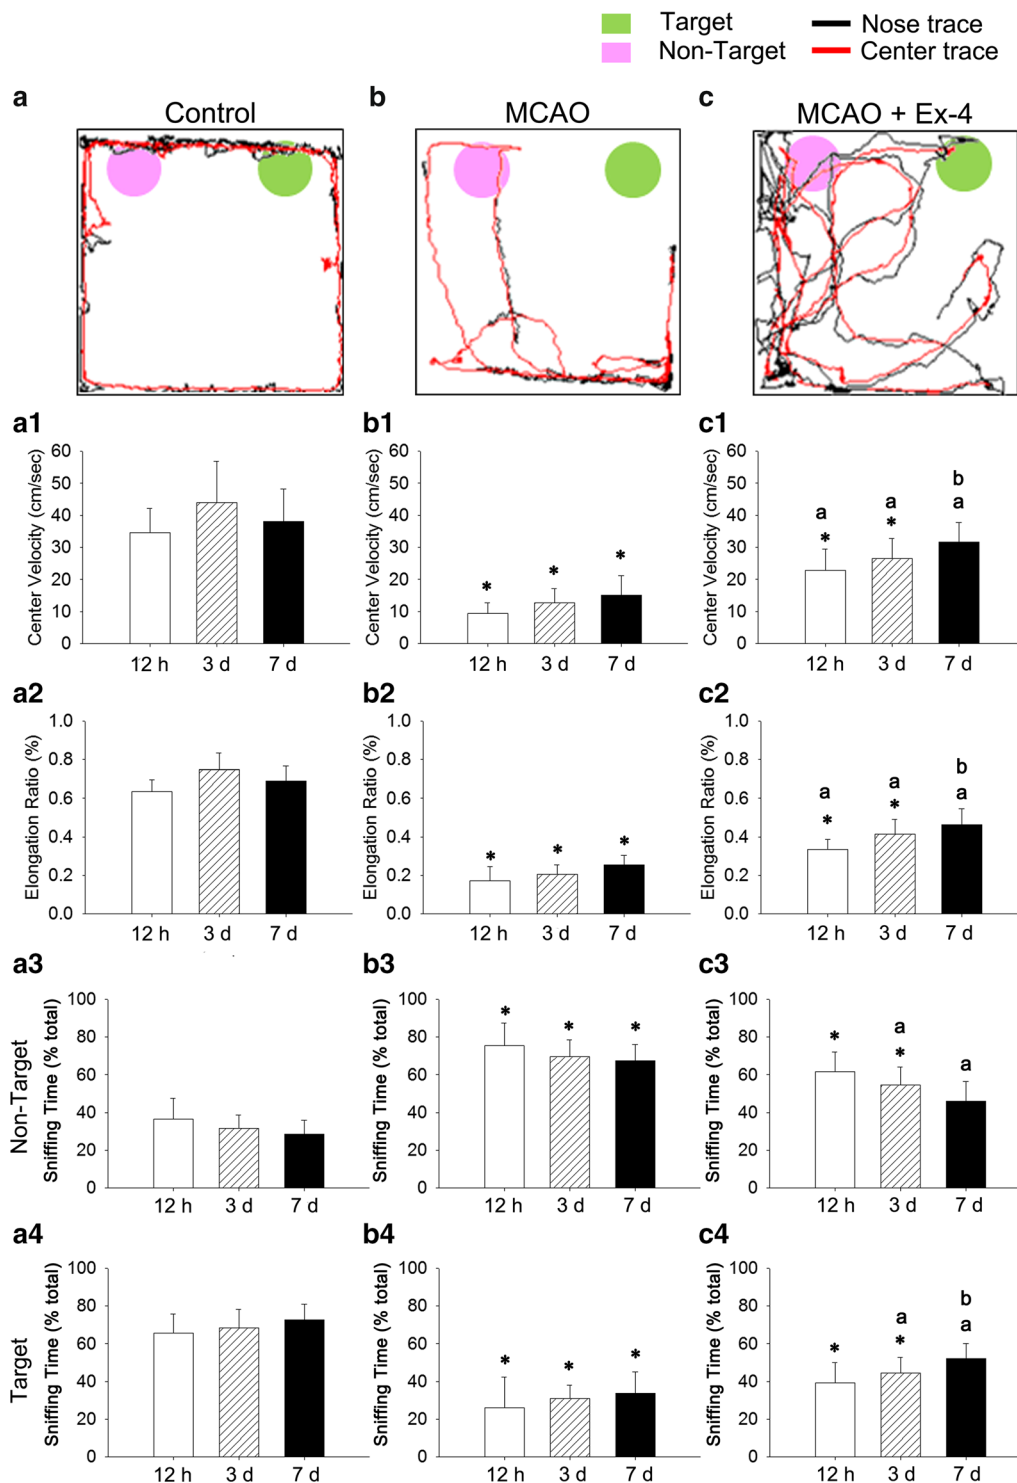 Target
Nose trace
Non-Target
Center trace
a
b
c
Control
MCAO
MCAO + Ex-4
a1
Center Velocity (cm/sec)
60
50
40
30
20
10
0
12 h
3 d
7 d
b1
Center Velocity (cm/sec)
60
50
40
30
20
10
0
*
*
*
12 h
3 d
7 d
c1
Center Velocity (cm/sec)
60
50
40
30
20
10
0
a
*
a
*
b
a
12 h
3 d
7 d
a2
Elongation Ratio (%)
1.0
0.8
0.6
0.4
0.2
0.0
12 h
3 d
7 d
b2
Elongation Ratio (%)
1.0
0.8
0.6
0.4
0.2
0.0
*
*
*
12 h
3 d
7 d
c2
Elongation Ratio (%)
1.0
0.8
0.6
0.4
0.2
0.0
a
*
a
*
b
a
12 h
3 d
7 d
Non-Target
a3
Sniffing Time (% total)
100
80
60
40
20
0
12 h
3 d
7 d
b3
Sniffing Time (% total)
100
80
60
40
20
0
*
*
*
12 h
3 d
7 d
c3
Sniffing Time (% total)
100
80
60
40
20
0
*
a
*
a
12 h
3 d
7 d
Target
a4
Sniffing Time (% total)
100
80
60
40
20
0
12 h
3 d
7 d
b4
Sniffing Time (% total)
100
80
60
40
20
0
*
*
*
12 h
3 d
7 d
c4
Sniffing Time (% total)
100
80
60
40
20
0
*
a
*
b
a
12 h
3 d
7 d